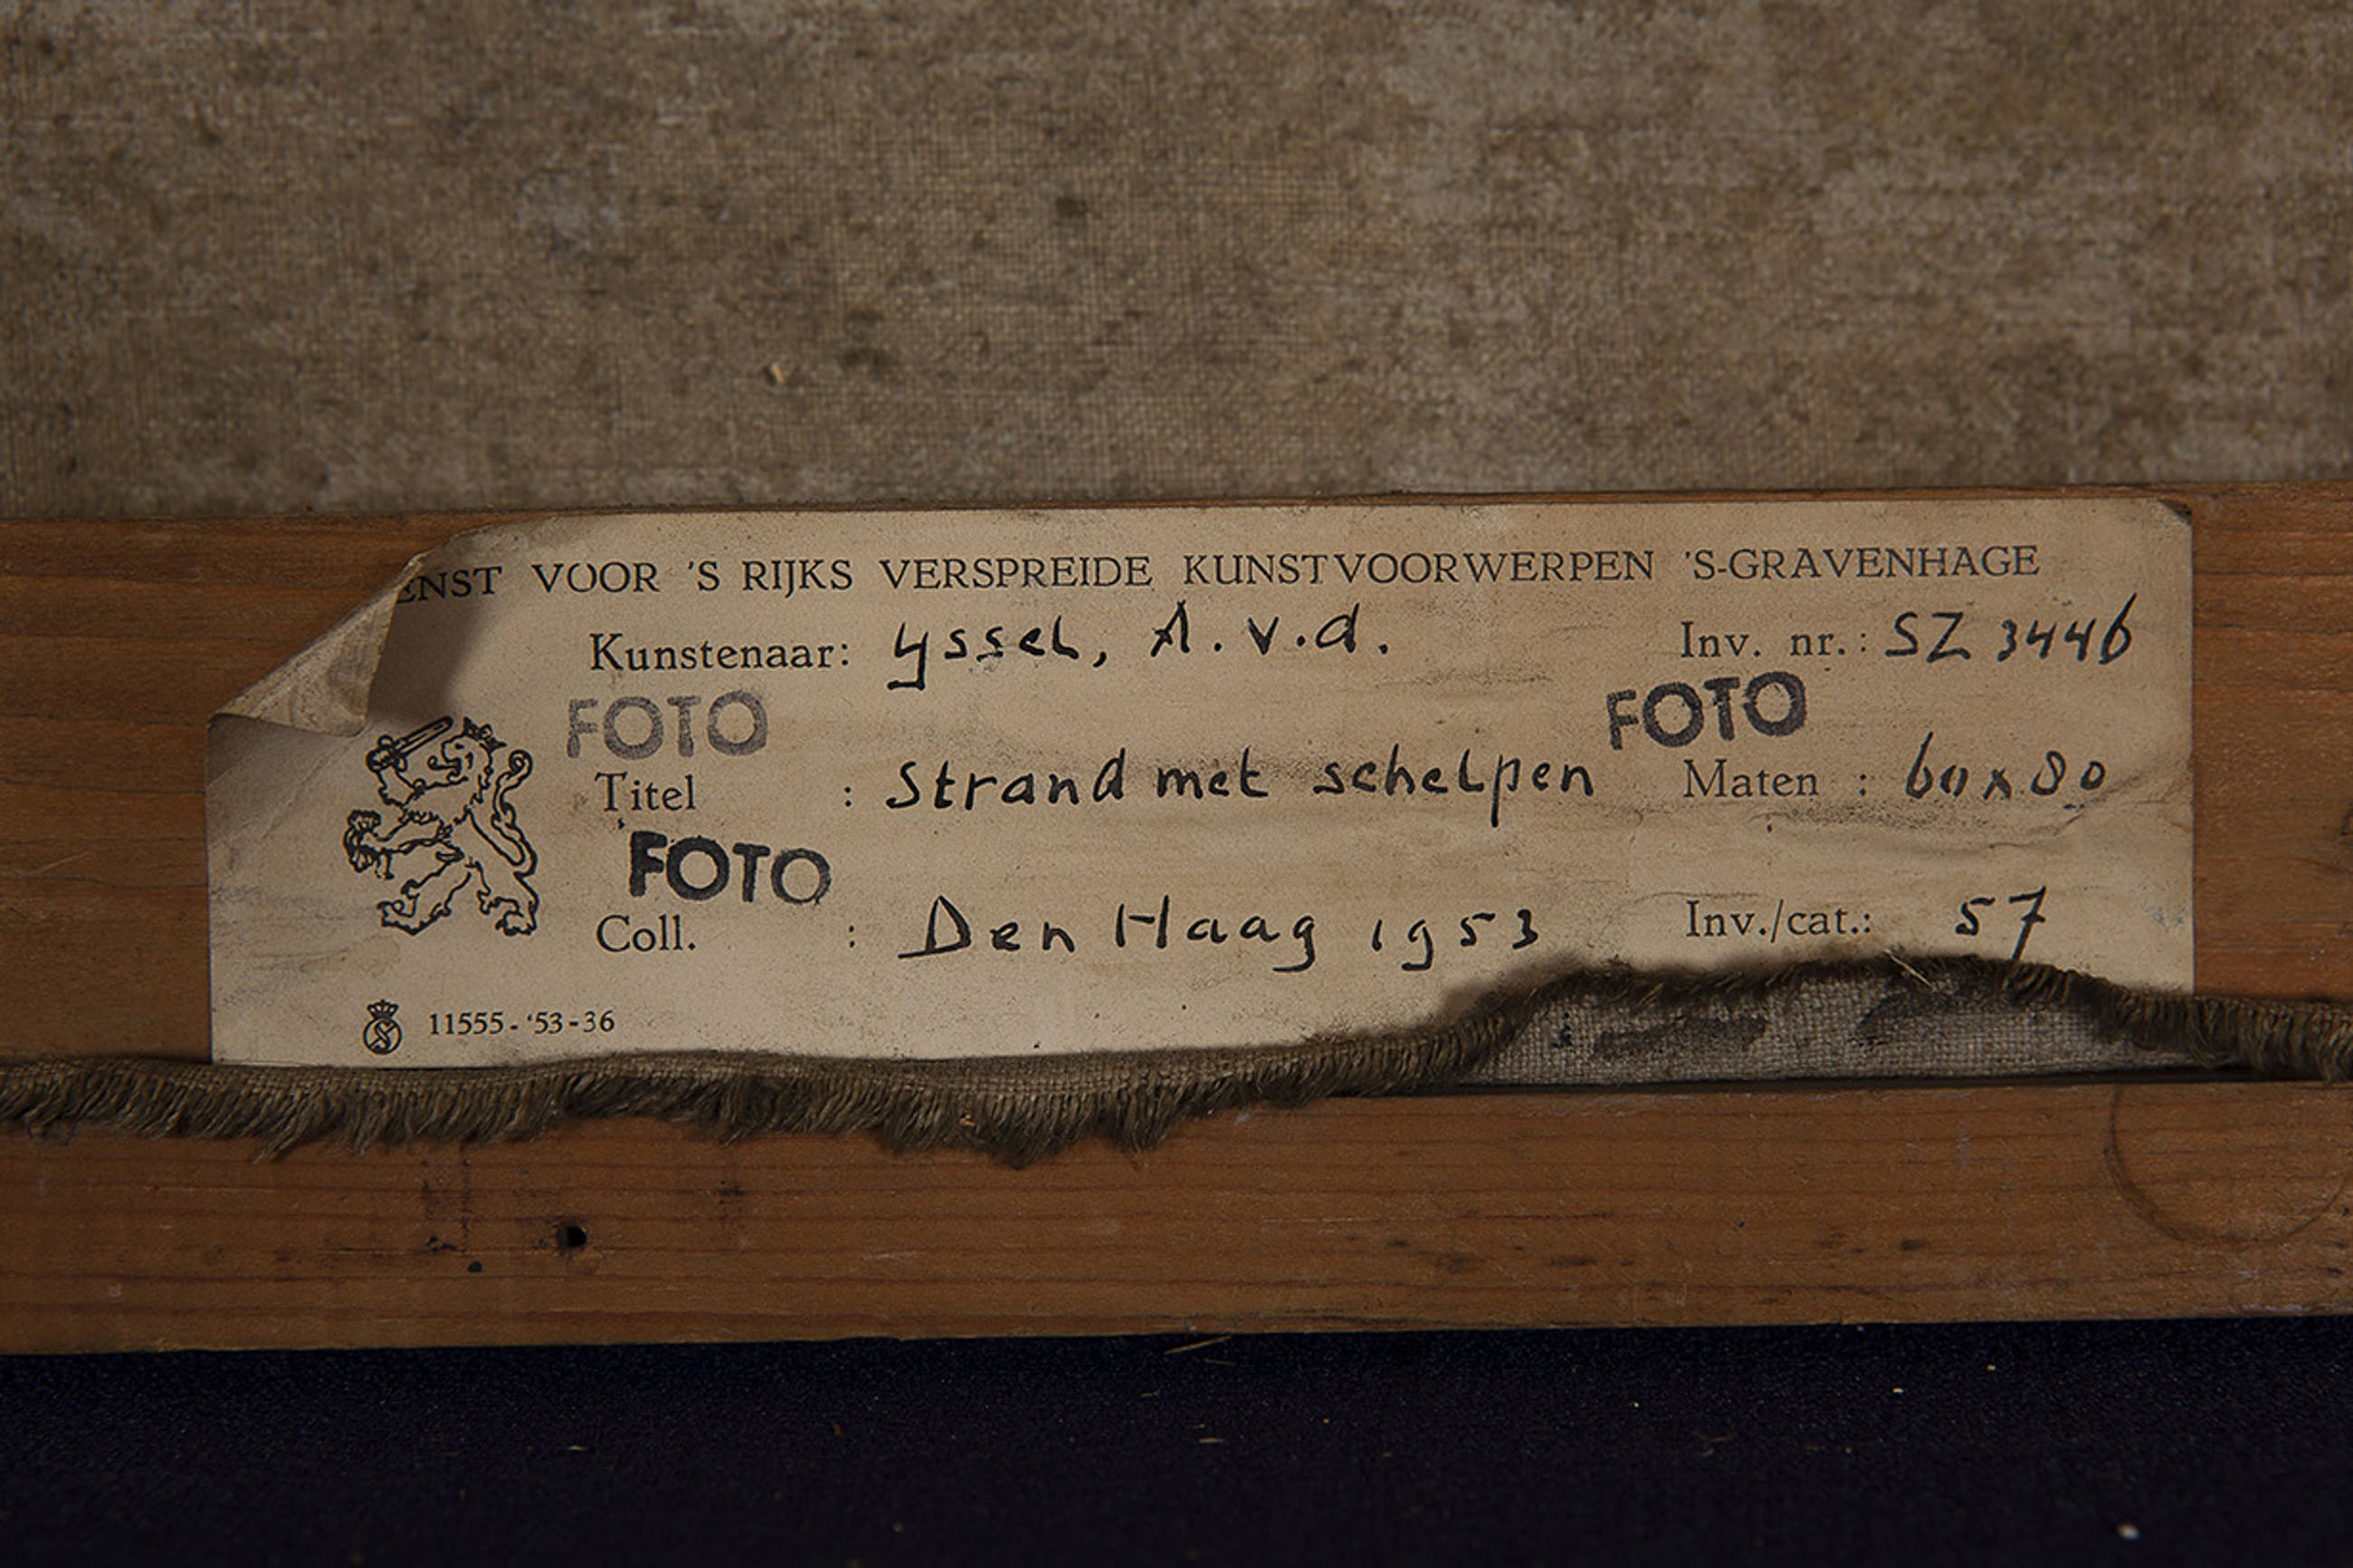 ENST VOOR 'S RIJKS VERSPREIDE KUNSTVOORWERPEN 'S-GRAVENHAGE
Kunstenaar: Yssel, A.v.d. Inv. nr.: SZ 3446
FOTO FOTO
Titel : Strand met schelpen Maten : 60x80
FOTO
Coll. : Den Haag 1953 Inv./cat.: 57
11555-'53-36